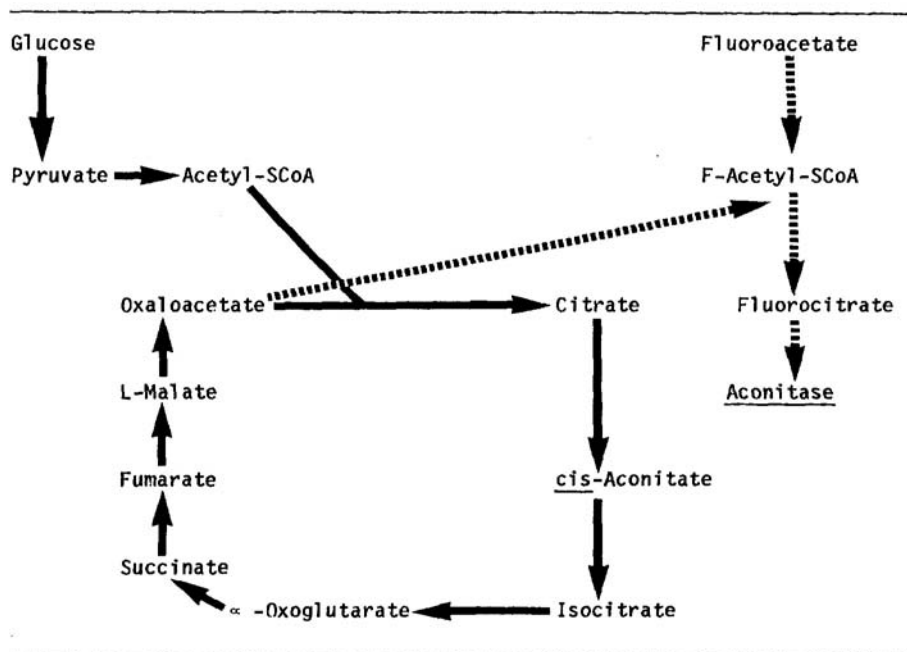 Glucose
Fluoroacetate
Pyruvate
Acetyl-SCoA
F-Acetyl-SCoA
Oxaloacetate
Citrate
Fluorocitrate
L-Malate
Aconitase
Fumarate
cis-Aconitate
Succinate
∝ -Oxoglutarate
Isocitrate